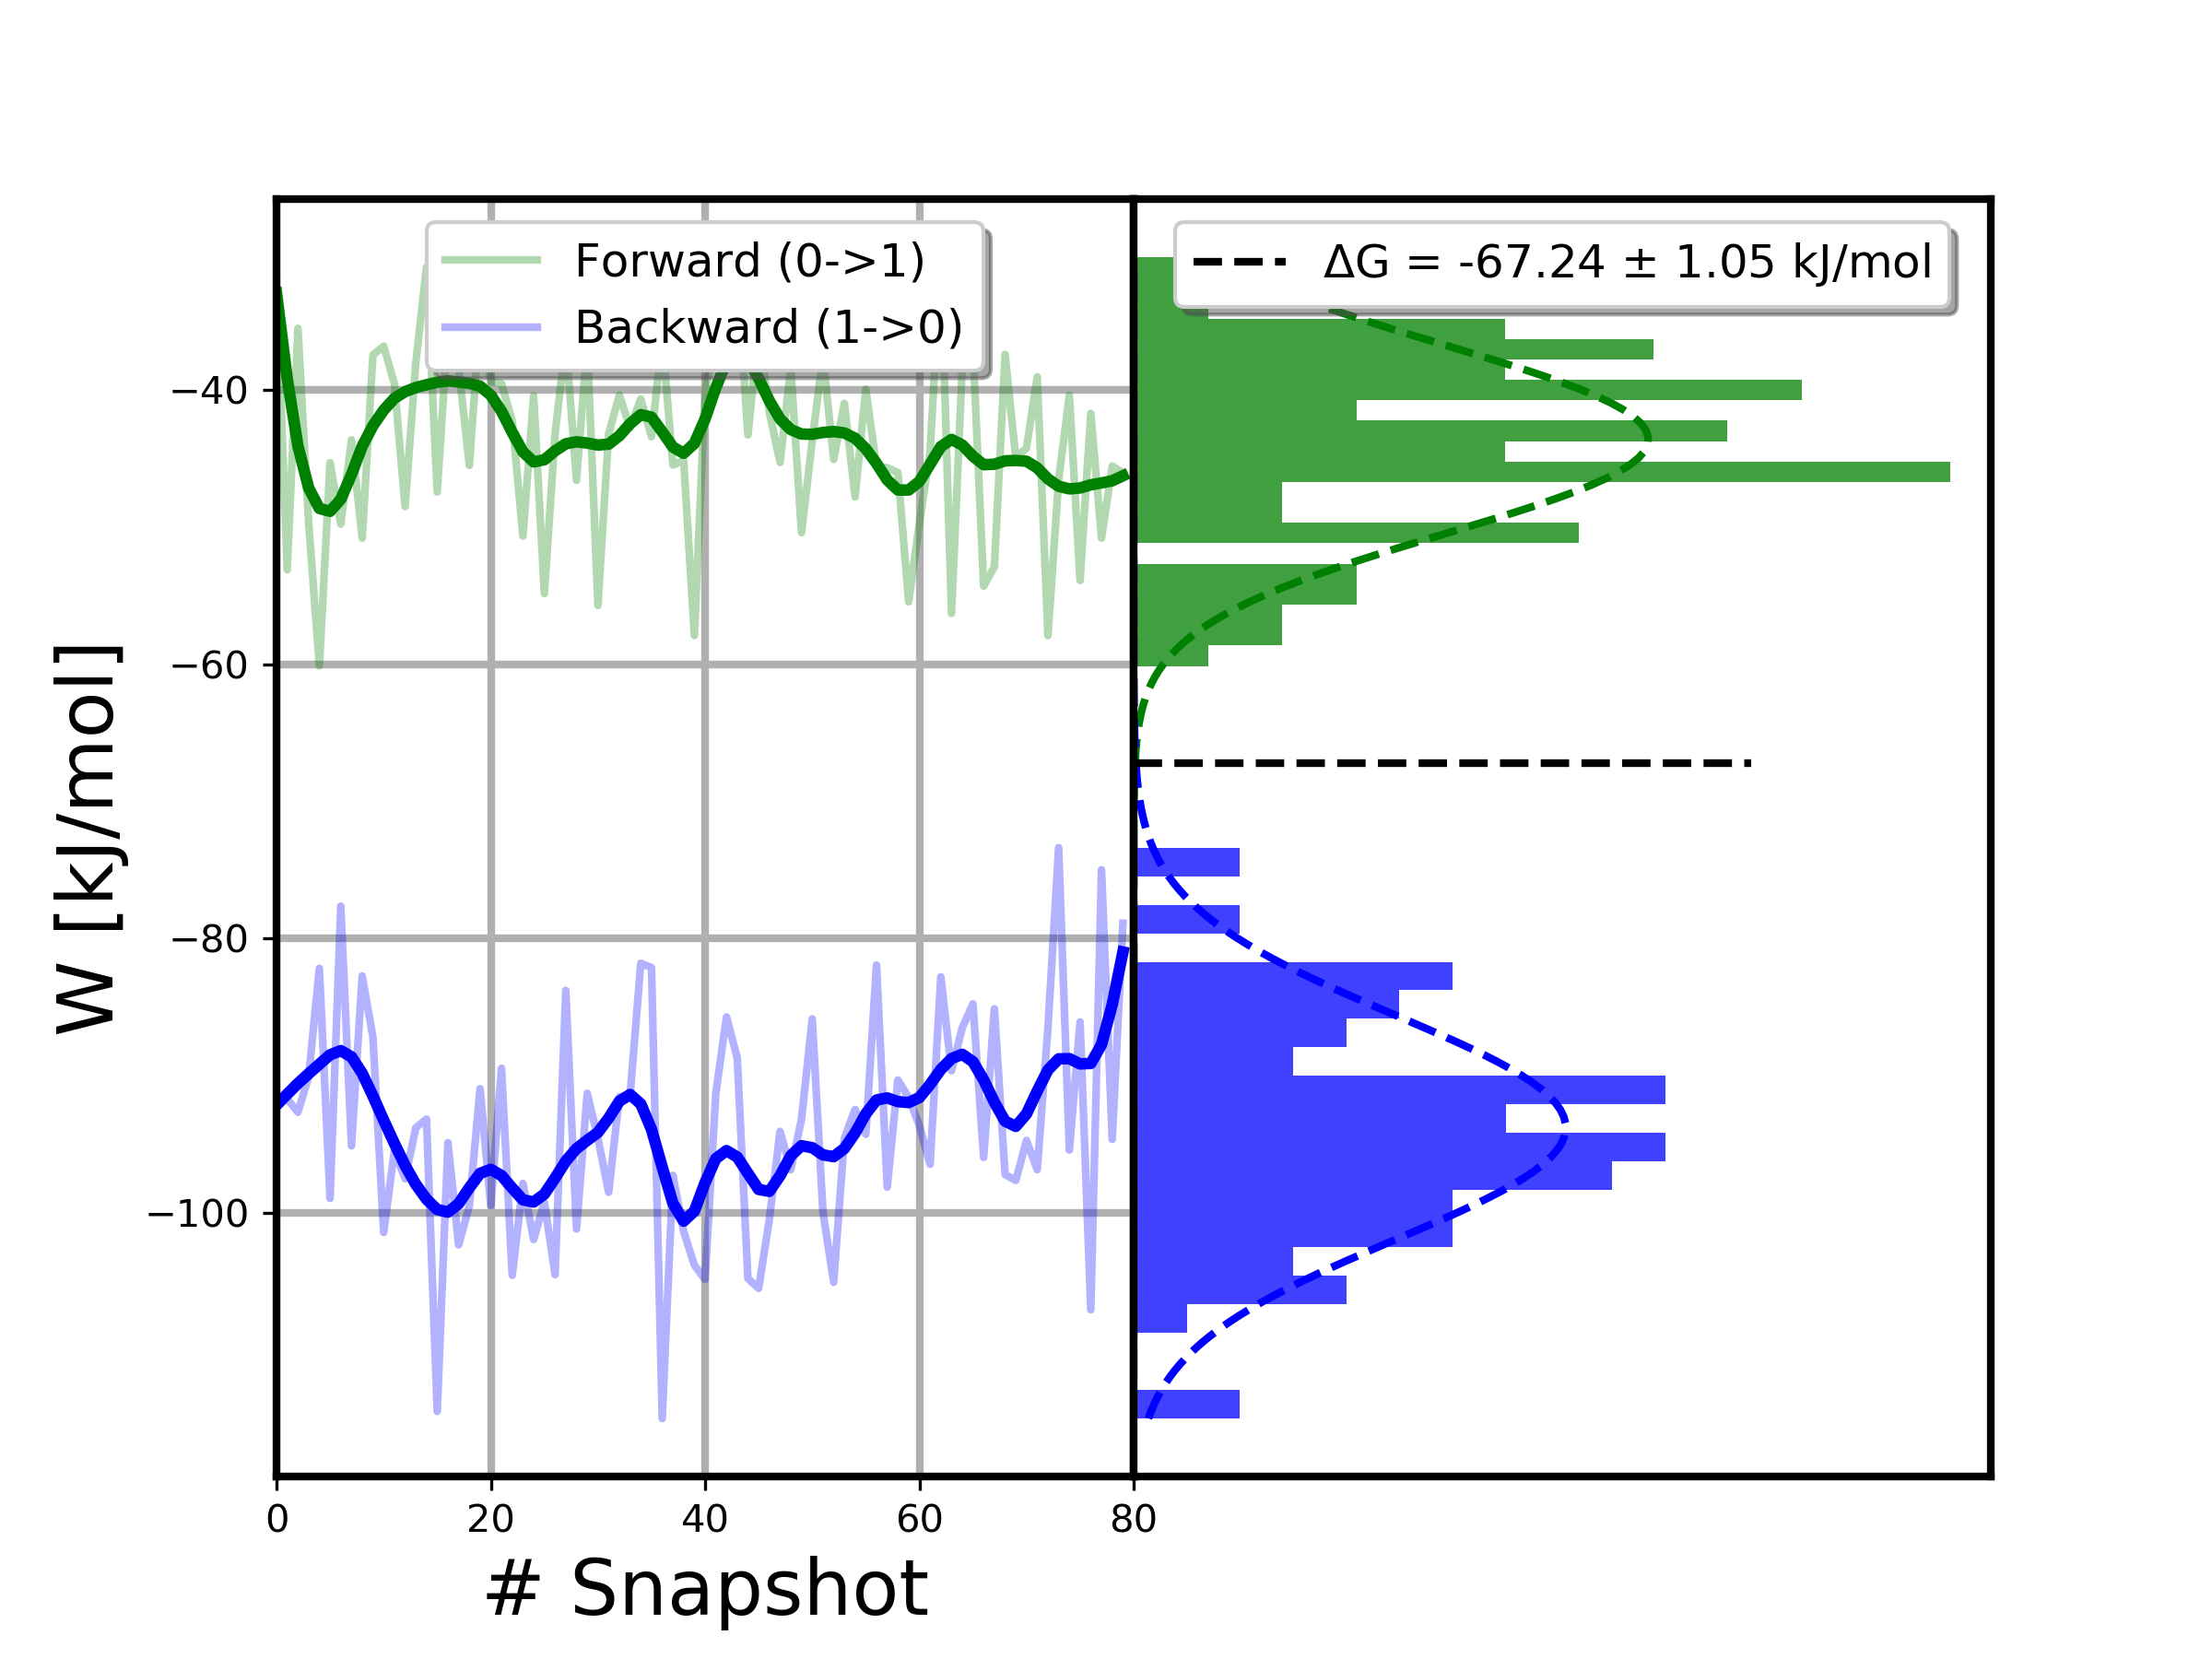 Forward (0->1)
Backward (1->0)
ΔG = -67.24 ± 1.05 kJ/mol
W [kJ/mol]
−40
−60
−80
−100
0 20 40 60 80
# Snapshot